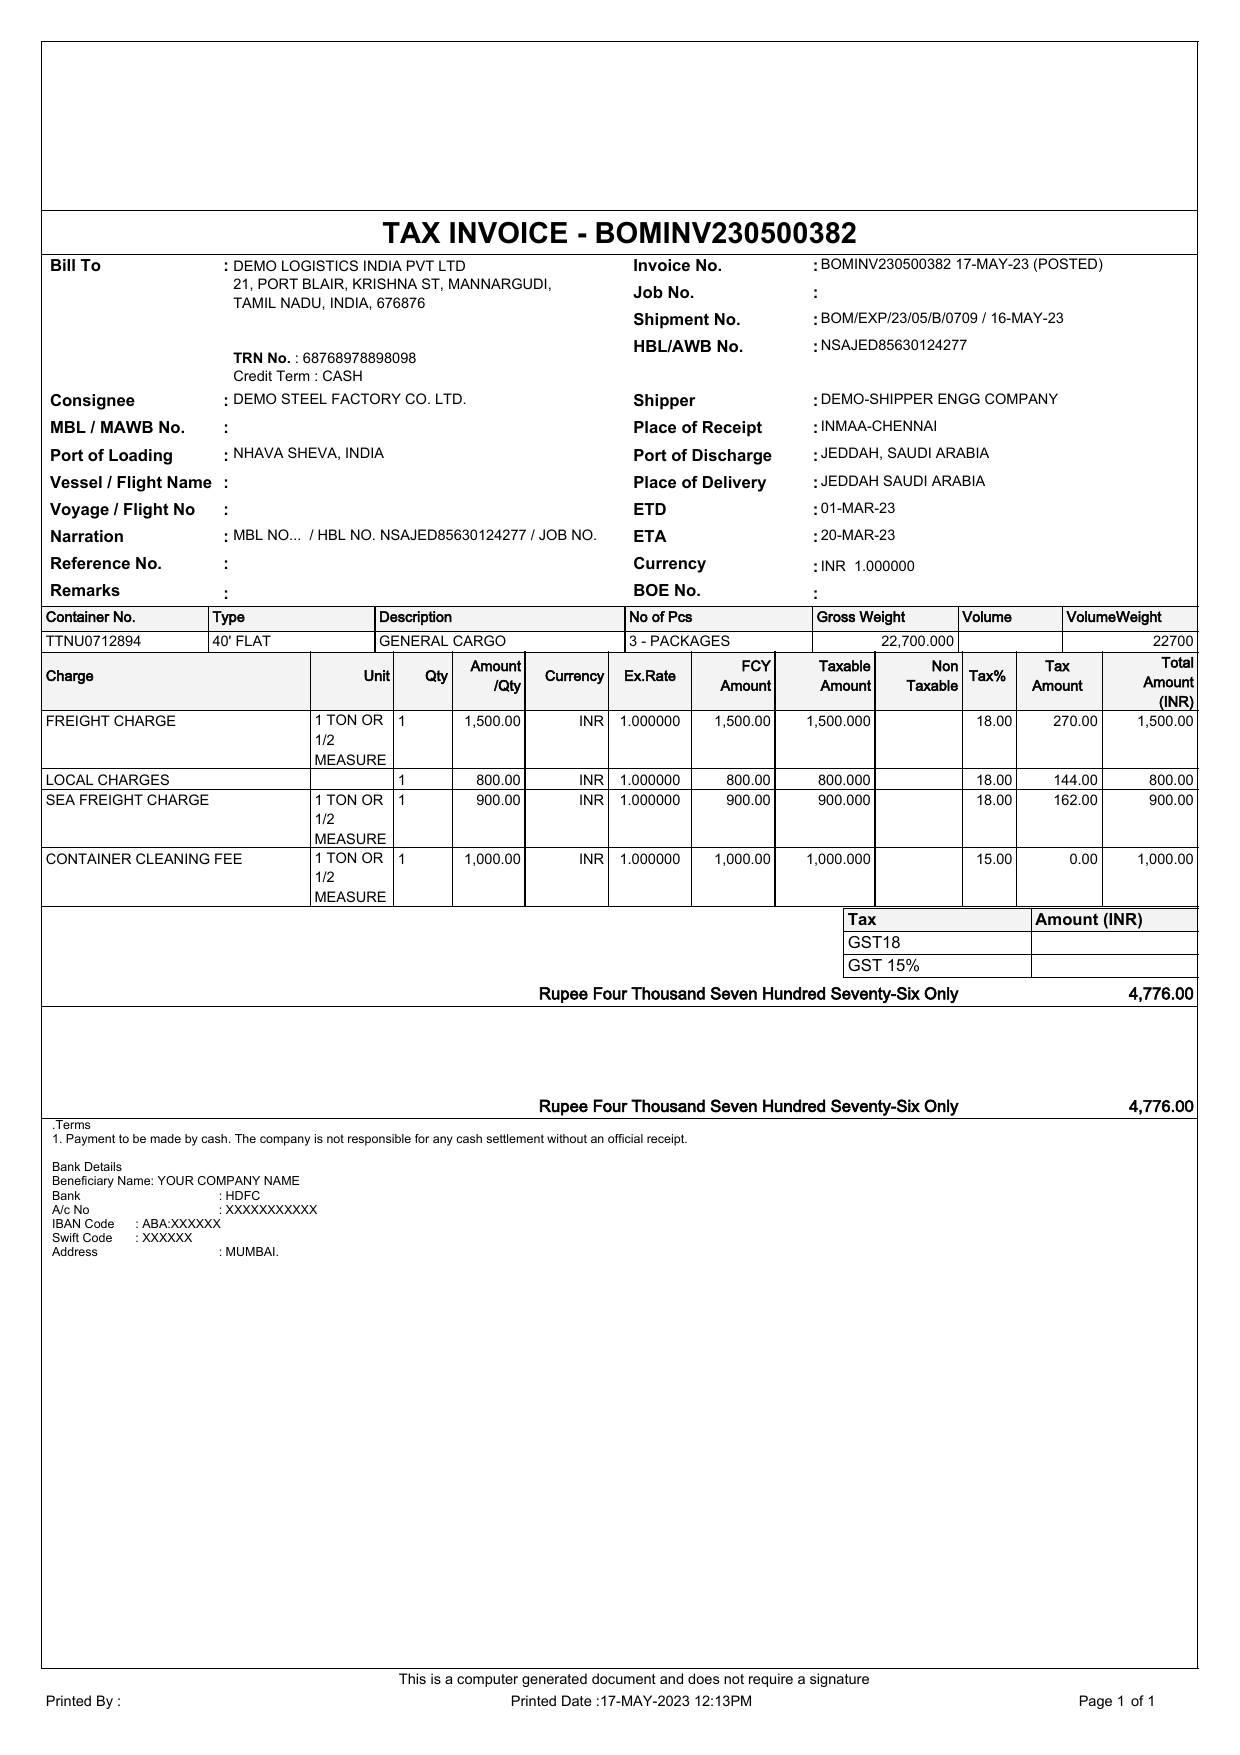 TAX INVOICE - BOMINV230500382
Bill To : DEMO LOGISTICS INDIA PVT LTD
21, PORT BLAIR, KRISHNA ST, MANNARGUDI,
TAMIL NADU, INDIA, 676876
TRN No. : 68768978898098
Credit Term : CASH
Invoice No. : BOMINV230500382 17-MAY-23 (POSTED)
Job No. :
Shipment No. : BOM/EXP/23/05/B/0709 / 16-MAY-23
HBL/AWB No. : NSAJED85630124277
Consignee : DEMO STEEL FACTORY CO. LTD.
Shipper : DEMO-SHIPPER ENGG COMPANY
MBL / MAWB No. :
Place of Receipt : INMAA-CHENNAI
Port of Loading : NHAVA SHEVA, INDIA
Port of Discharge : JEDDAH, SAUDI ARABIA
Vessel / Flight Name :
Place of Delivery : JEDDAH SAUDI ARABIA
Voyage / Flight No :
ETD : 01-MAR-23
Narration : MBL NO... / HBL NO. NSAJED85630124277 / JOB NO.
ETA : 20-MAR-23
Reference No. :
Currency : INR 1.000000
Remarks :
BOE No. :
Container No. Type Description No of Pcs Gross Weight Volume VolumeWeight
TTNU0712894 40' FLAT GENERAL CARGO 3 - PACKAGES 22,700.000 22700
Charge Unit Qty Amount /Qty Currency Ex.Rate FCY Amount Taxable Amount Non Taxable Tax% Tax Amount Total Amount (INR)
FREIGHT CHARGE 1 TON OR 1/2 MEASURE 1 1,500.00 INR 1.000000 1,500.00 1,500.000 18.00 270.00 1,500.00
LOCAL CHARGES 1 800.00 INR 1.000000 800.00 800.000 18.00 144.00 800.00
SEA FREIGHT CHARGE 1 TON OR 1/2 MEASURE 1 900.00 INR 1.000000 900.00 900.000 18.00 162.00 900.00
CONTAINER CLEANING FEE 1 TON OR 1/2 MEASURE 1 1,000.00 INR 1.000000 1,000.00 1,000.000 15.00 0.00 1,000.00
Tax Amount (INR)
GST18
GST 15%
Rupee Four Thousand Seven Hundred Seventy-Six Only 4,776.00
Rupee Four Thousand Seven Hundred Seventy-Six Only 4,776.00
.Terms
1. Payment to be made by cash. The company is not responsible for any cash settlement without an official receipt.
Bank Details
Beneficiary Name: YOUR COMPANY NAME
Bank : HDFC
A/c No : XXXXXXXXXXX
IBAN Code : ABA:XXXXXX
Swift Code : XXXXXX
Address : MUMBAI.
This is a computer generated document and does not require a signature
Printed By : Printed Date :17-MAY-2023 12:13PM Page 1 of 1